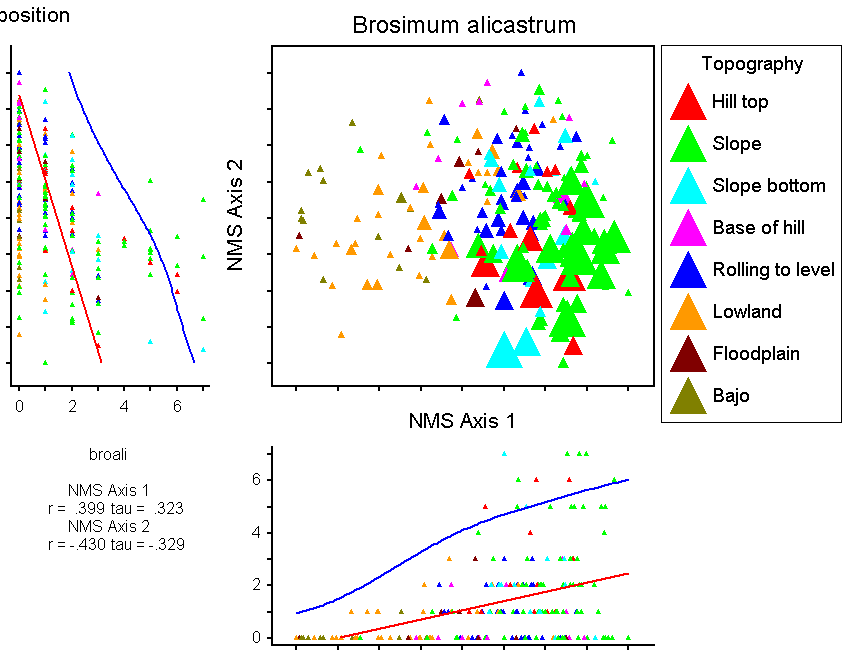 position
Brosimum alicastrum
NMS Axis 2
Topography
Hill top
Slope
Slope bottom
Base of hill
Rolling to level
Lowland
Floodplain
Bajo
0 2 4 6
NMS Axis 1
broali
NMS Axis 1
r = .399 tau = .323
NMS Axis 2
r = -.430 tau = -.329
6
4
2
0